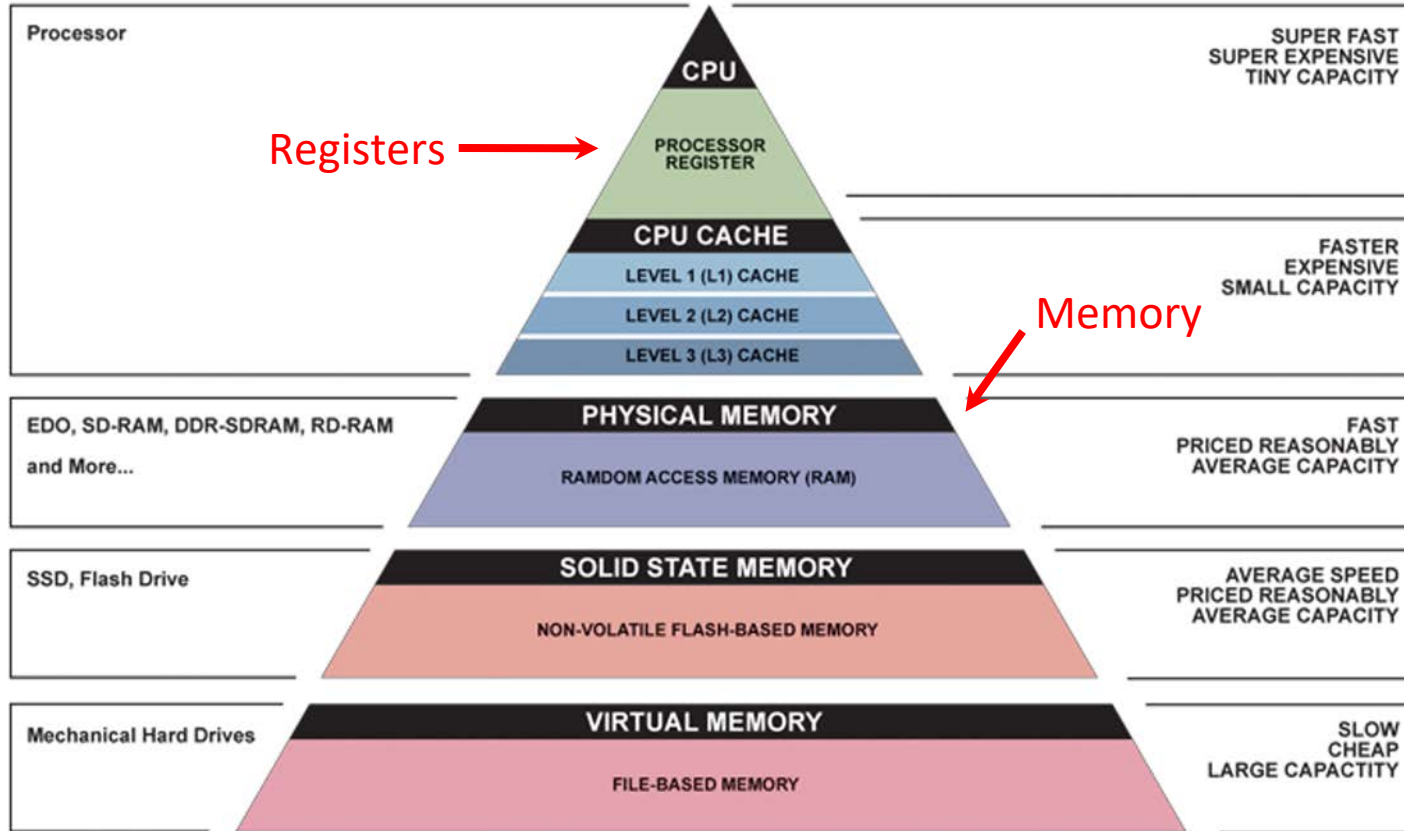 Processor
CPU
SUPER FAST
SUPER EXPENSIVE
TINY CAPACITY
Registers
PROCESSOR
REGISTER
CPU CACHE
LEVEL 1 (L1) CACHE
LEVEL 2 (L2) CACHE
LEVEL 3 (L3) CACHE
FASTER
EXPENSIVE
SMALL CAPACITY
Memory
EDO, SD-RAM, DDR-SDRAM, RD-RAM
and More...
PHYSICAL MEMORY
RAMDOM ACCESS MEMORY (RAM)
FAST
PRICED REASONABLY
AVERAGE CAPACITY
SSD, Flash Drive
SOLID STATE MEMORY
NON-VOLATILE FLASH-BASED MEMORY
AVERAGE SPEED
PRICED REASONABLY
AVERAGE CAPACITY
Mechanical Hard Drives
VIRTUAL MEMORY
FILE-BASED MEMORY
SLOW
CHEAP
LARGE CAPACTITY